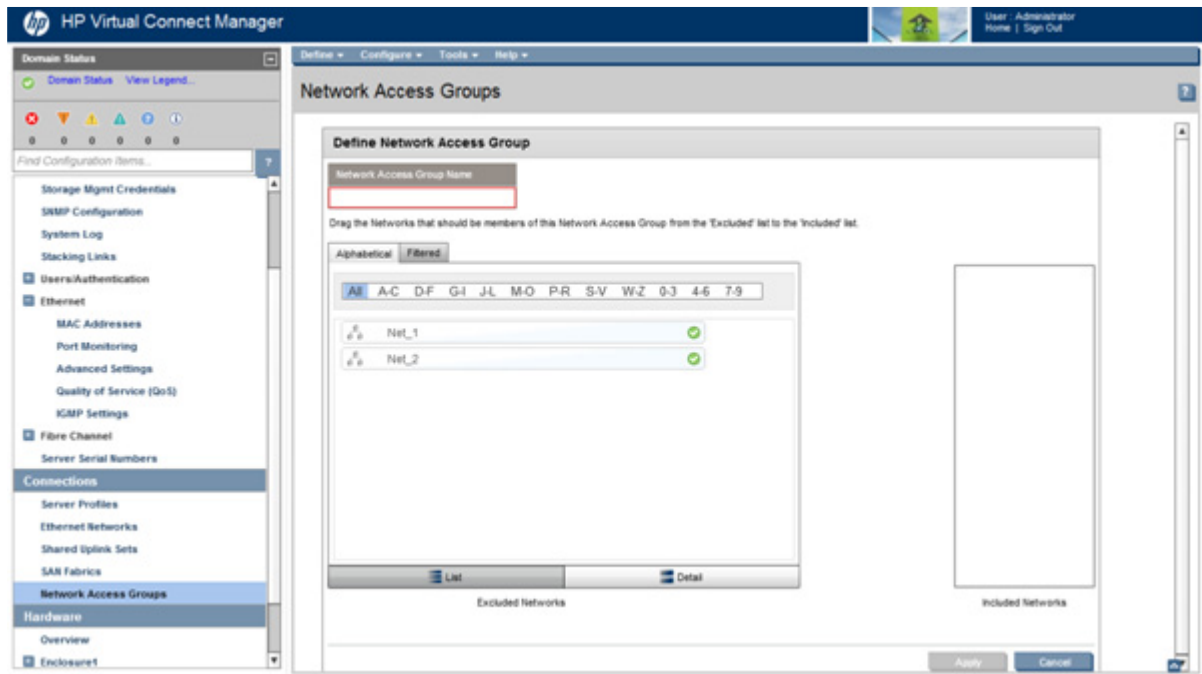 hp HP Virtual Connect Manager
User : Administrator
Home | Sign Out
Domain Status
Domain Status View Legend...
0 0 0 0 0 0
Find Configuration Items...
?
Storage Mgmt Credentials
SNMP Configuration
System Log
Stacking Links
Users/Authentication
Ethernet
MAC Addresses
Port Monitoring
Advanced Settings
Quality of Service (QoS)
IGMP Settings
Fibre Channel
Server Serial Numbers
Connections
Server Profiles
Ethernet Networks
Shared Uplink Sets
SAN Fabrics
Network Access Groups
Hardware
Overview
Enclosure1
Define Configure Tools Help
Network Access Groups
?
Define Network Access Group
Network Access Group Name
Drag the Networks that should be members of this Network Access Group from the 'Excluded' list to the 'Included' list.
Alphabetical Filtered
All A-C D-F G-I J-L M-O P-R S-V W-Z 0-3 4-6 7-9
Net_1
Net_2
List Detail
Excluded Networks
Included Networks
Apply Cancel